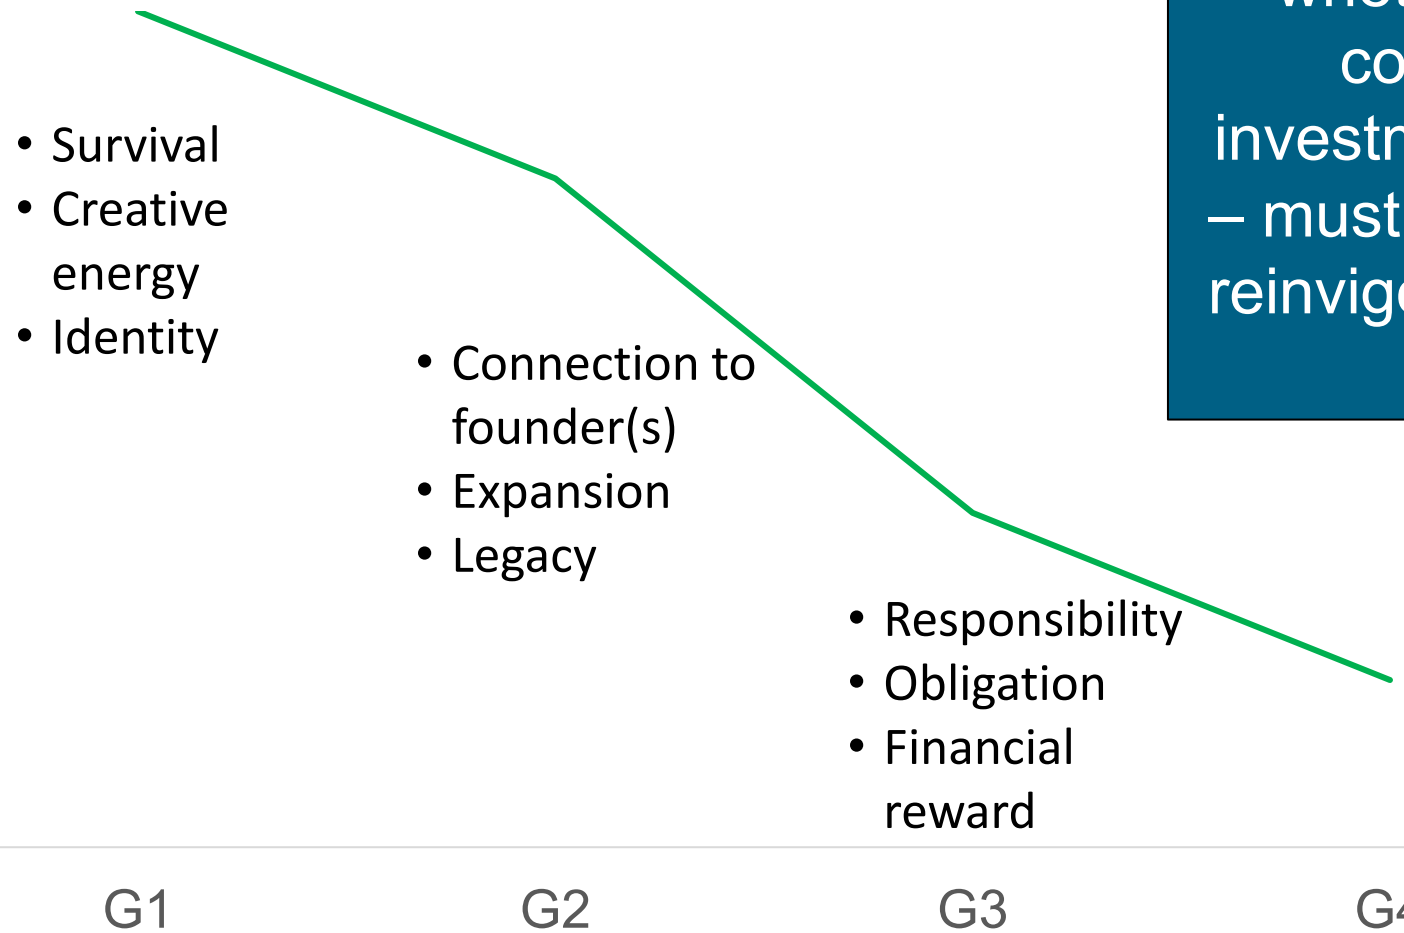 • Survival
• Creative
energy
• Identity
• Connection to
founder(s)
• Expansion
• Legacy
• Responsibility
• Obligation
• Financial
reward
co
– must
G1
G2
G3